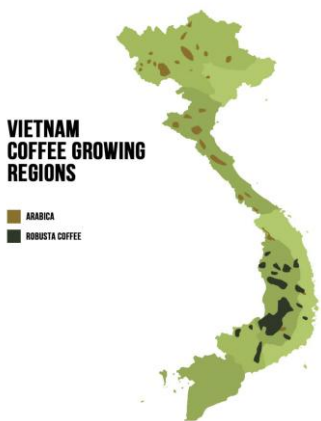 VIETNAM
COFFEE GROWING
REGIONS
ARABICA
ROBUSTA COFFEE